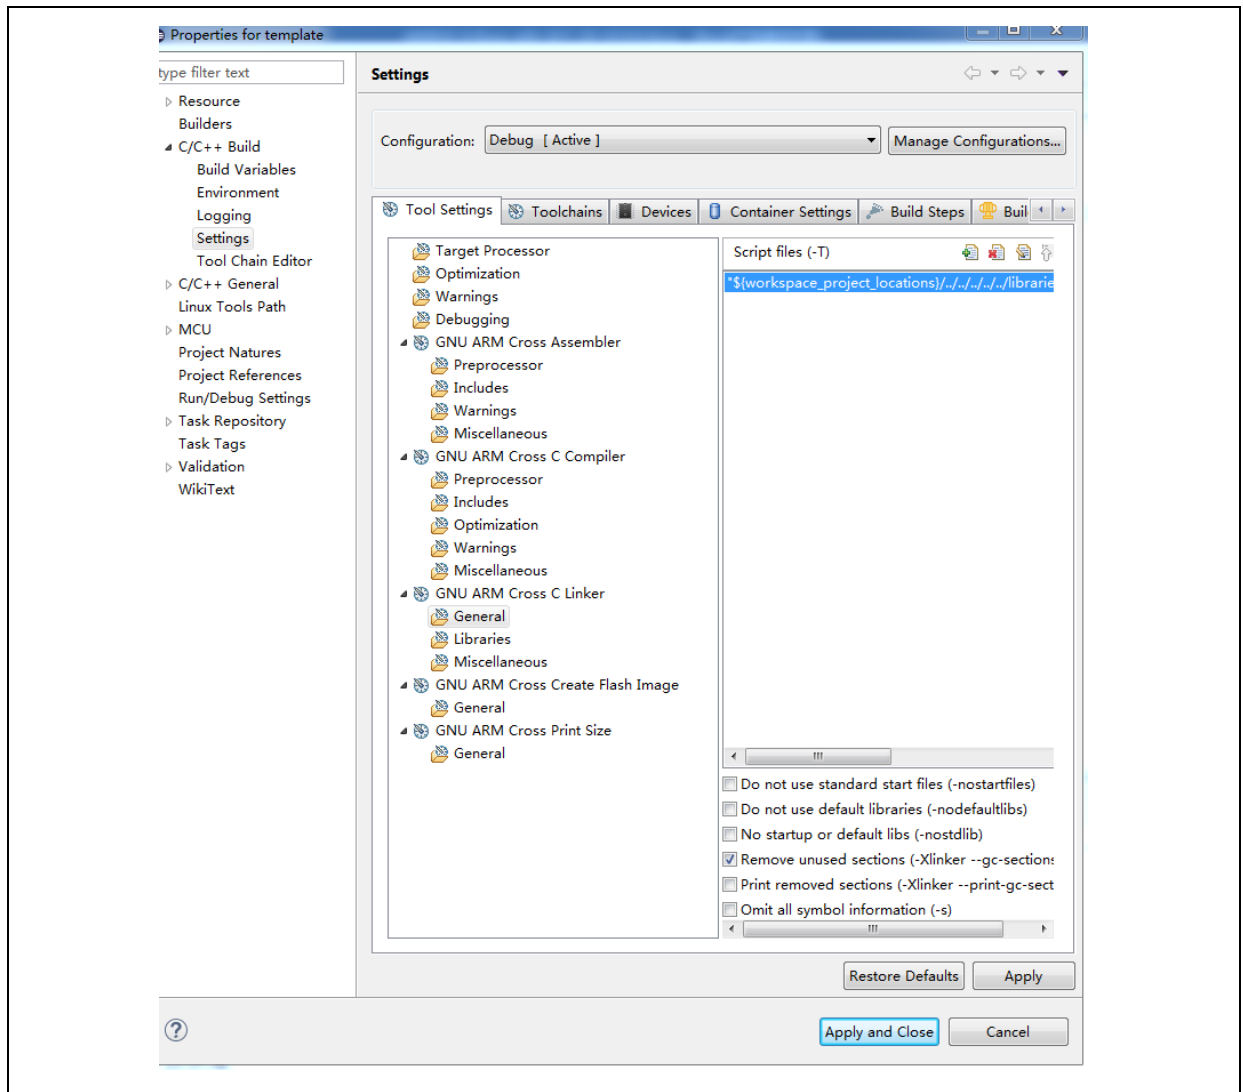 Properties for template
type filter text
Resource
Builders
C/C++ Build
Build Variables
Environment
Logging
Settings
Tool Chain Editor
C/C++ General
Linux Tools Path
MCU
Project Natures
Project References
Run/Debug Settings
Task Repository
Task Tags
Validation
WikiText
Settings
Configuration: Debug [ Active ] Manage Configurations...
Tool Settings Toolchains Devices Container Settings Build Steps Buil
Target Processor
Optimization
Warnings
Debugging
GNU ARM Cross Assembler
Preprocessor
Includes
Warnings
Miscellaneous
GNU ARM Cross C Compiler
Preprocessor
Includes
Optimization
Warnings
Miscellaneous
GNU ARM Cross C Linker
General
Libraries
Miscellaneous
GNU ARM Cross Create Flash Image
General
GNU ARM Cross Print Size
General
Script files (-T)
"${workspace_project_locations}/../../../../../librarie
Do not use standard start files (-nostartfiles)
Do not use default libraries (-nodefaultlibs)
No startup or default libs (-nostdlib)
Remove unused sections (-Xlinker --gc-sections
Print removed sections (-Xlinker --print-gc-sect
Omit all symbol information (-s)
Restore Defaults Apply
Apply and Close Cancel